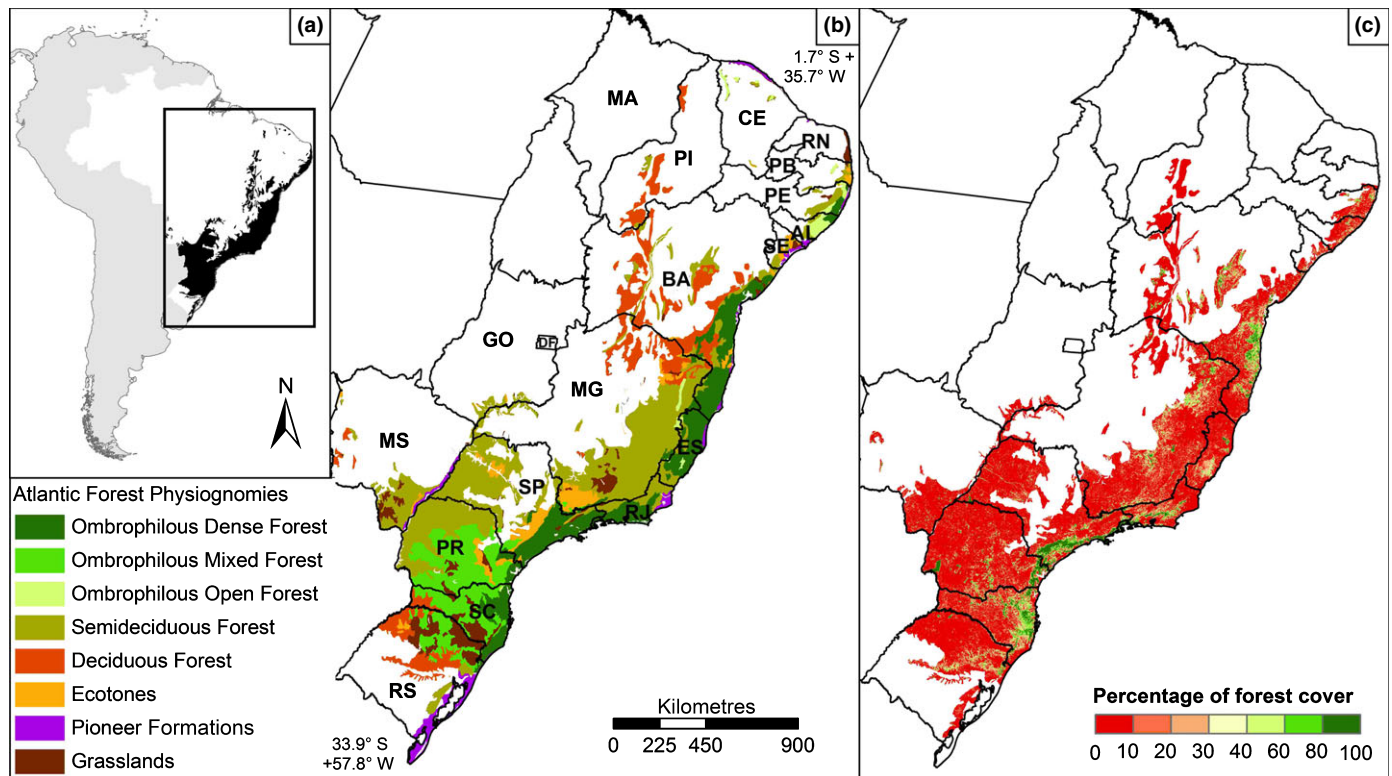 (a)
N
Atlantic Forest Physiognomies
Ombrophilous Dense Forest
Ombrophilous Mixed Forest
Ombrophilous Open Forest
Semideciduous Forest
Deciduous Forest
Ecotones
Pioneer Formations
Grasslands
(b)
1.7° S +
35.7° W
MA
CE
RN
PI
PB
PE
AL
SE
BA
GO
DF
MG
MS
ES
SP
RJ
PR
SC
RS
33.9° S
+57.8° W
Kilometres
0 225 450 900
(c)
Percentage of forest cover
0 10 20 30 40 60 80 100